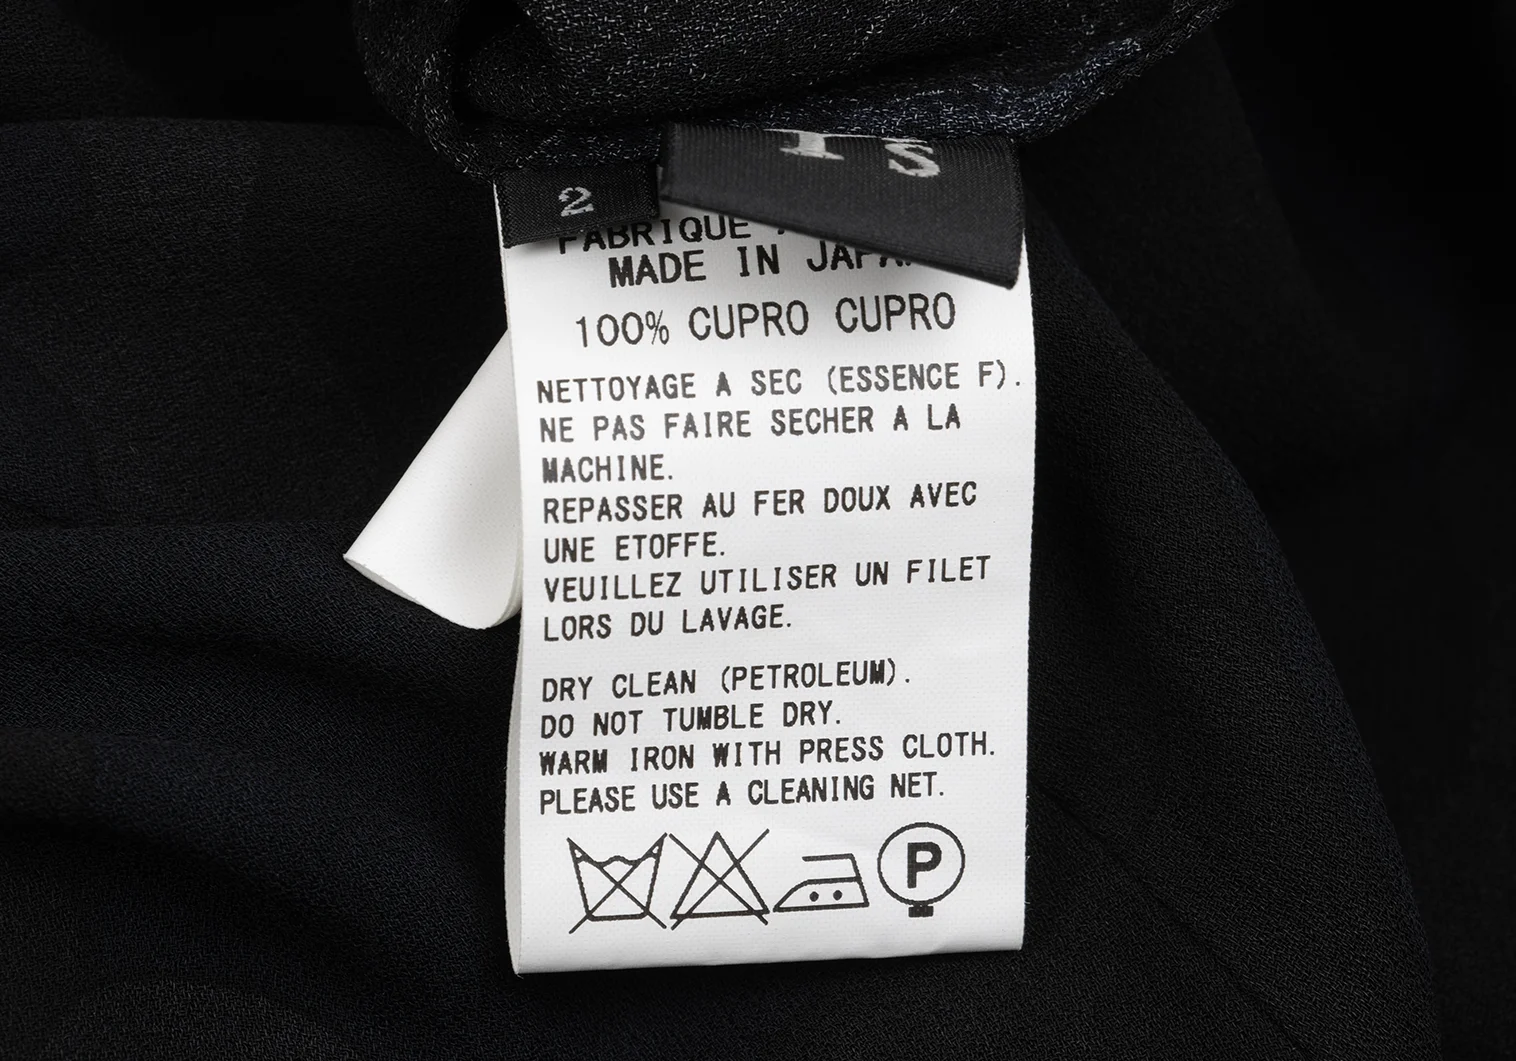 S
2
FABRIQUE
MADE IN JAPAN
100% CUPRO CUPRO
NETTOYAGE A SEC (ESSENCE F).
NE PAS FAIRE SECHER A LA
MACHINE.
REPASSER AU FER DOUX AVEC
UNE ETOFFE.
VEUILLEZ UTILISER UN FILET
LORS DU LAVAGE.
DRY CLEAN (PETROLEUM).
DO NOT TUMBLE DRY.
WARM IRON WITH PRESS CLOTH.
PLEASE USE A CLEANING NET.
P